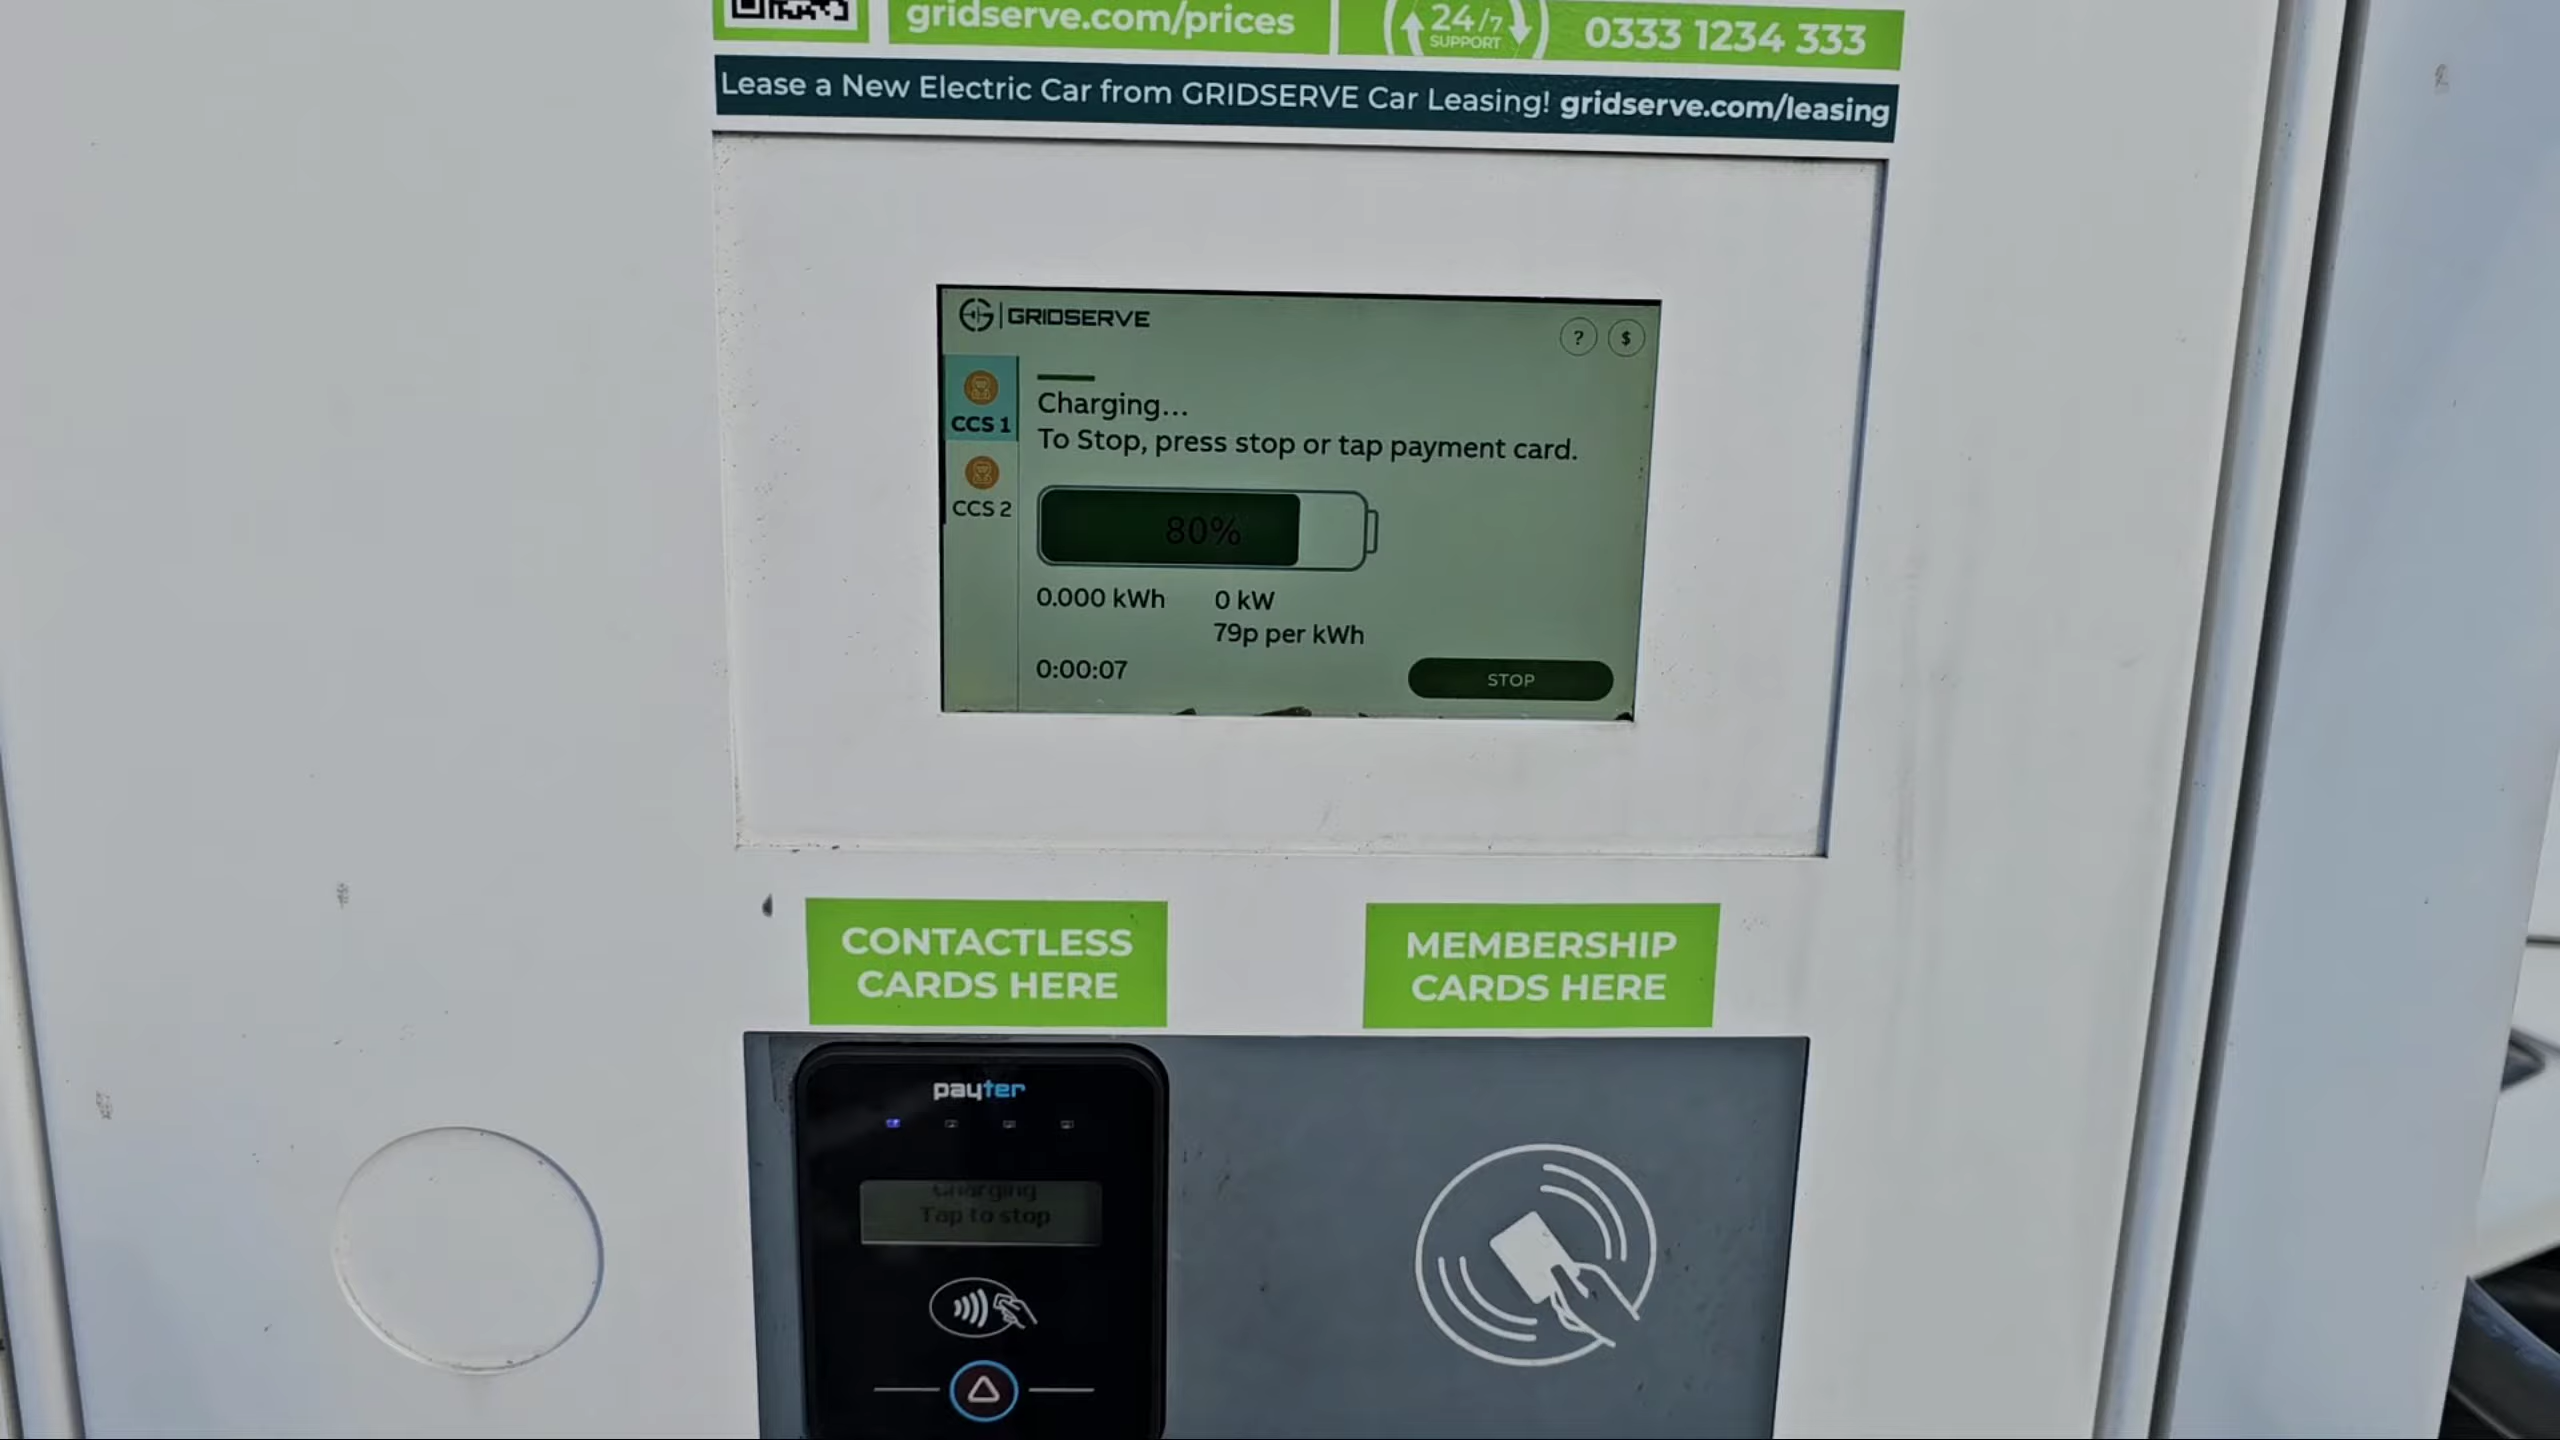 gridserve.com/prices
24/7
SUPPORT
0333 1234 333
Lease a New Electric Car from GRIDSERVE Car Leasing! gridserve.com/leasing
GRIDSERVE
? $
CCS 1
CCS 2
Charging...
To Stop, press stop or tap payment card.
80%
0.000 kWh 0 kW
79p per kWh
0:00:07
STOP
CONTACTLESS
CARDS HERE
MEMBERSHIP
CARDS HERE
payter
Charging
Tap to stop